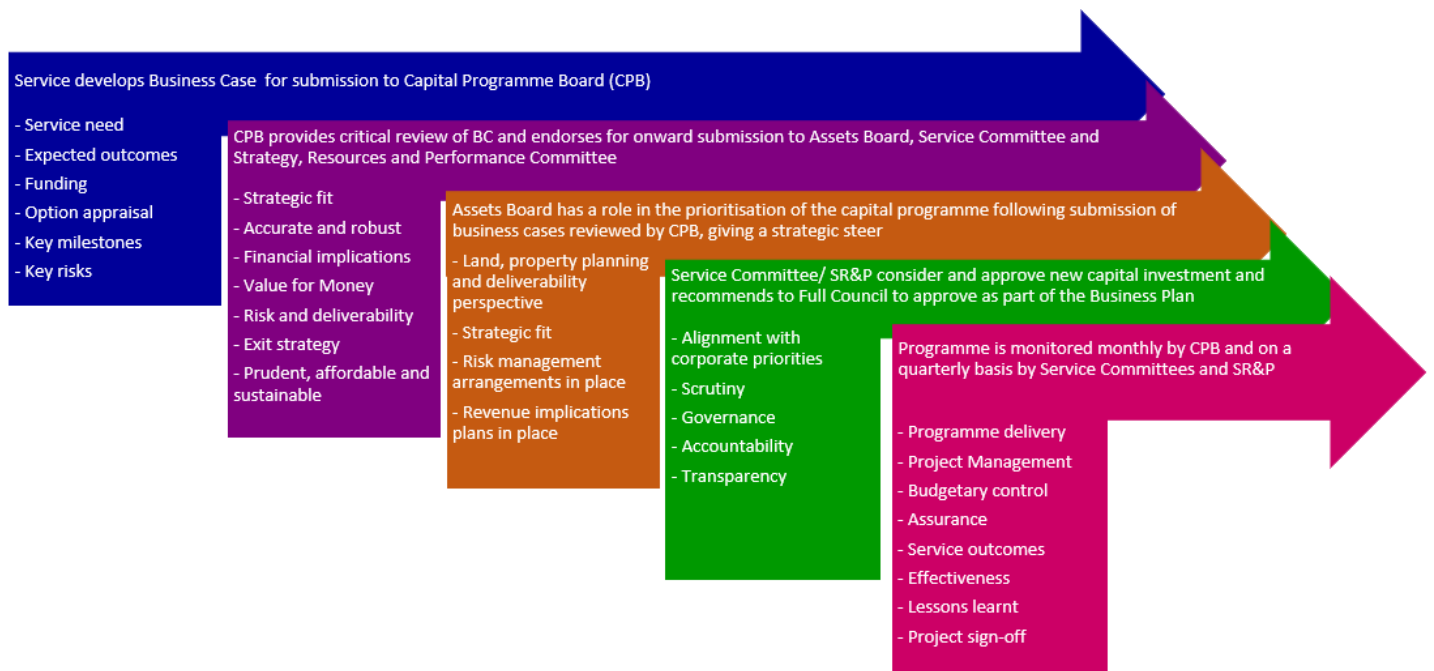 Service develops Business Case  for submission to Capital Programme Board (CPB)
- Service need
- Expected outcomes
- Funding
- Option appraisal
- Key milestones
- Key risks
CPB provides critical review of BC and endorses for onward submission to Assets Board, Service Committee and
Strategy, Resources and Performance Committee
- Strategic fit
- Accurate and robust
- Financial implications
- Value for Money
- Risk and deliverability
- Exit strategy
- Prudent, affordable and
sustainable
Assets Board has a role in the prioritisation of the capital programme following submission of
business cases reviewed by CPB, giving a strategic steer
- Land, property planning
and deliverability
perspective
- Strategic fit
- Risk management
arrangements in place
- Revenue implications
plans in place
Service Committee/ SR&P consider and approve new capital investment and
recommends to Full Council to approve as part of the Business Plan
- Alignment with
corporate priorities
- Scrutiny
- Governance
- Accountability
- Transparency
Programme is monitored monthly by CPB and on a
quarterly basis by Service Committees and SR&P
- Programme delivery
- Project Management
- Budgetary control
- Assurance
- Service outcomes
- Effectiveness
- Lessons learnt
- Project sign-off